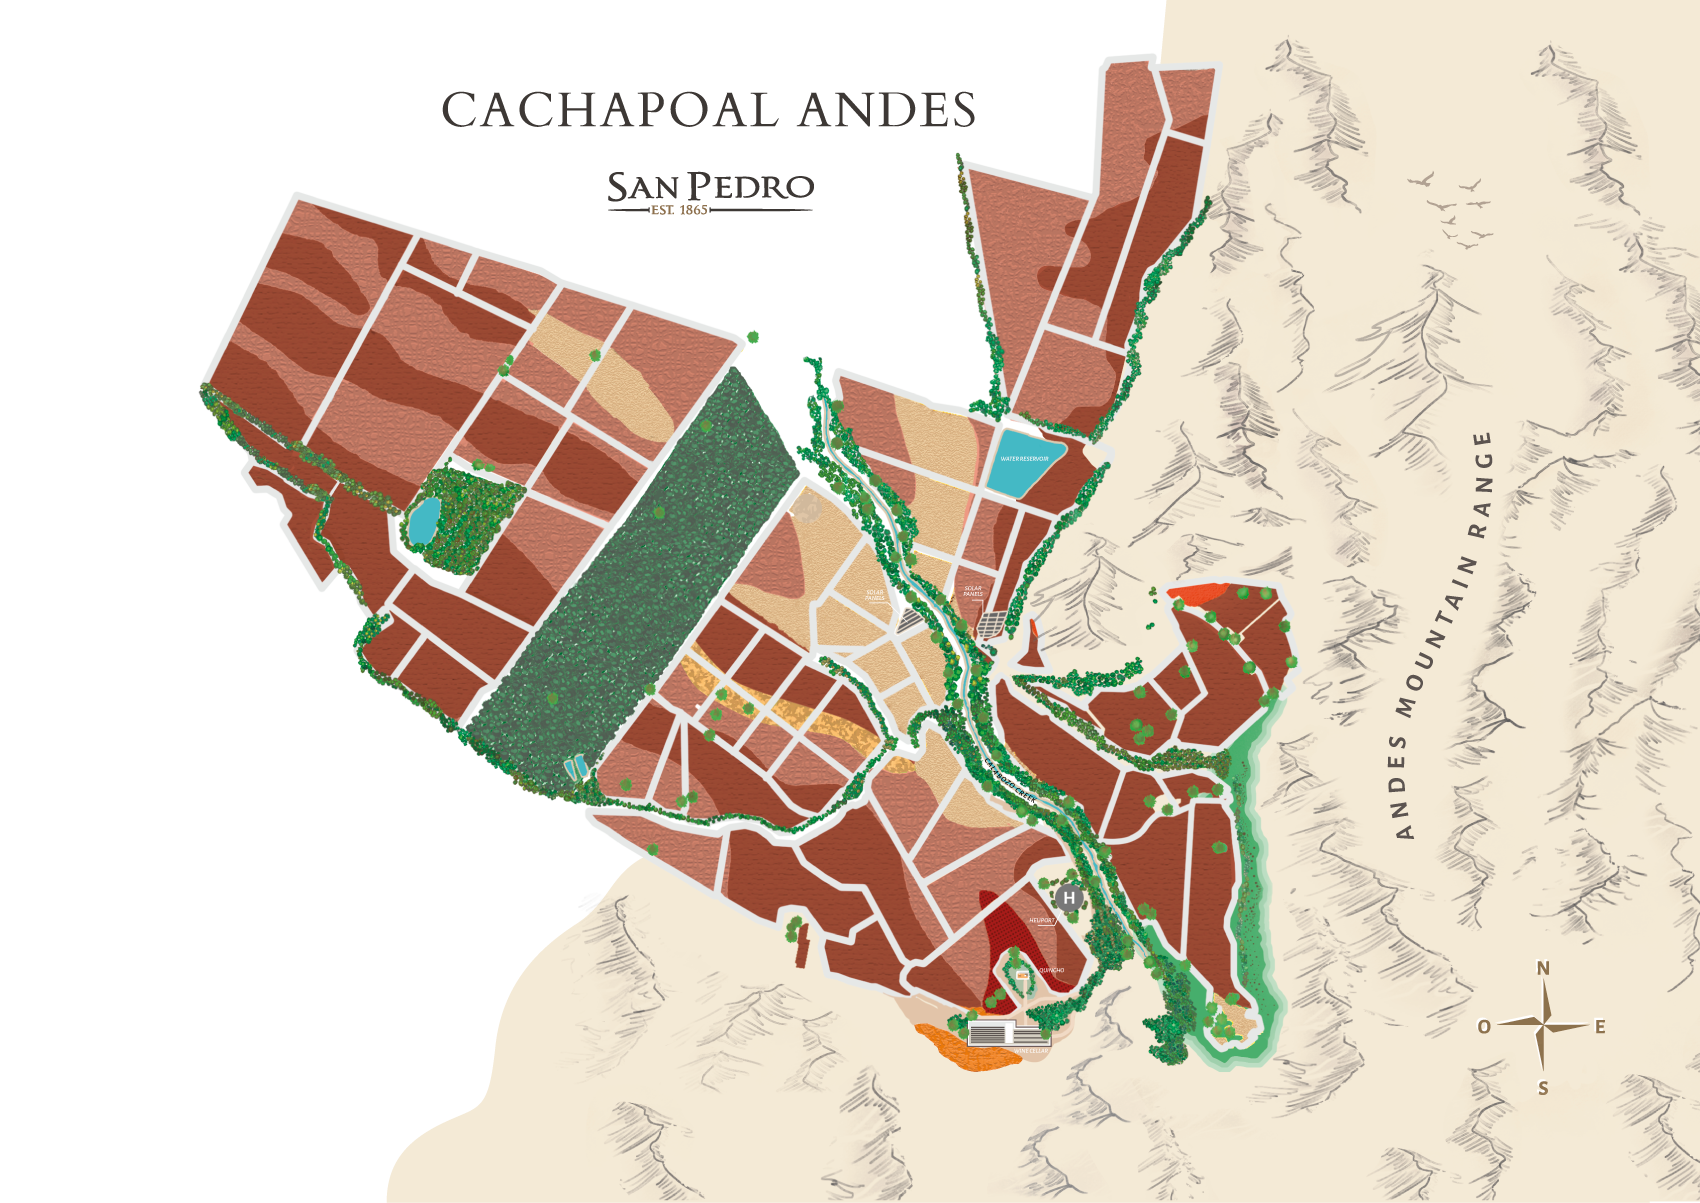 CACHAPOAL ANDES
SAN PEDRO
EST. 1865
WATER RESERVOIR
SOLAR
PANELS
SOLAR
PANELS
ANDES MOUNTAIN RANGE
CALABOZO CREEK
H
HELIPORT
QUINCHO
WINE CELLAR
N
O
E
S